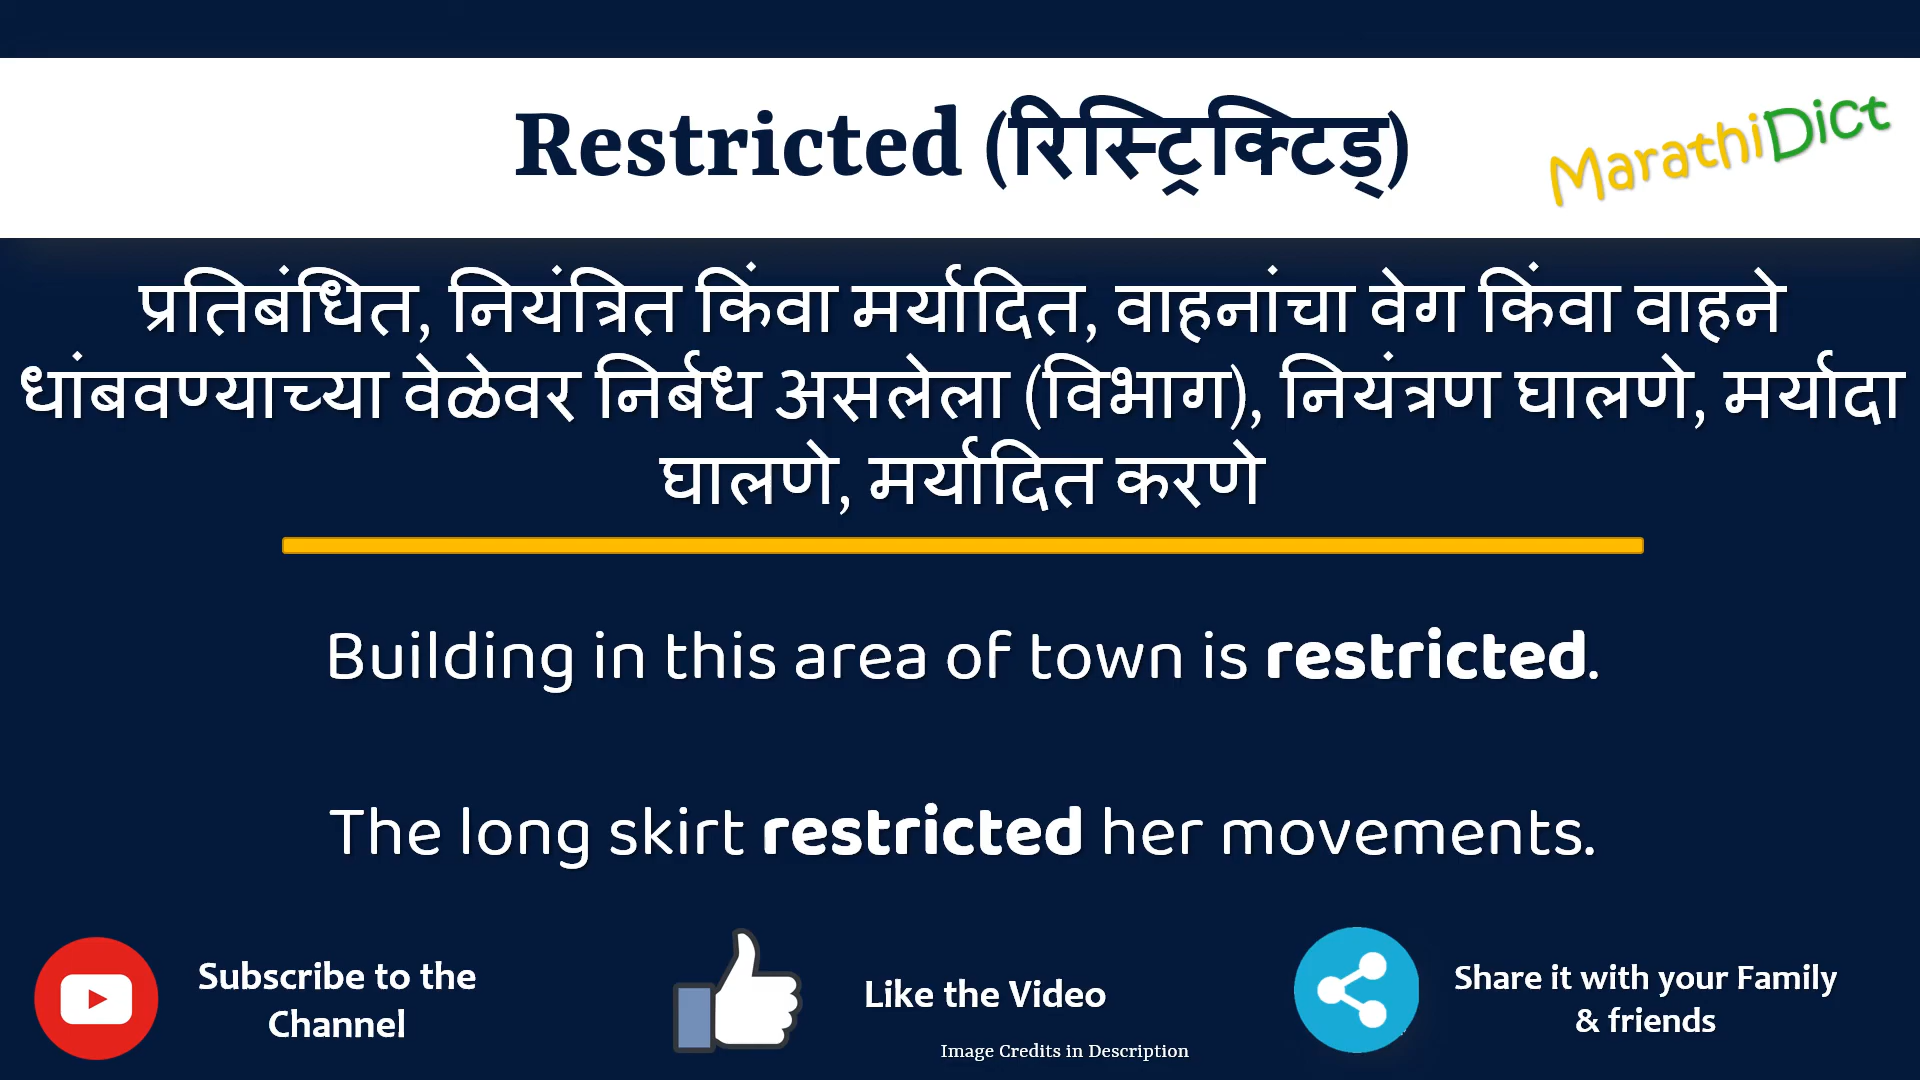 Restricted (रिस्ट्रिक्टिड्)
MarathiDict
प्रतिबंधित, नियंत्रित किंवा मर्यादित, वाहनांचा वेग किंवा वाहने
धांबवण्याच्या वेळेवर निर्बध असलेला (विभाग), नियंत्रण घालणे, मर्यादा
घालणे, मर्यादित करणे
Building in this area of town is restricted.
The long skirt restricted her movements.
Subscribe to the
Channel
Like the Video
Share it with your Family
& friends
Image Credits in Description